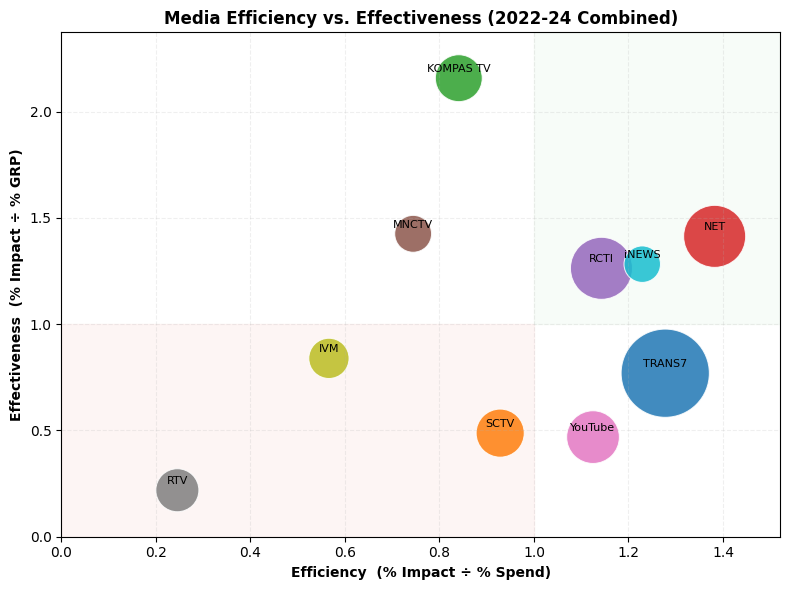 Media Efficiency vs. Effectiveness (2022-24 Combined)
Effectiveness (% Impact ÷ % GRP)
2.0
1.5
1.0
0.5
0.0
KOMPAS TV
MNCTV
NET
iNEWS
RCTI
IVM
TRANS7
SCTV
YouTube
RTV
0.0 0.2 0.4 0.6 0.8 1.0 1.2 1.4
Efficiency (% Impact ÷ % Spend)